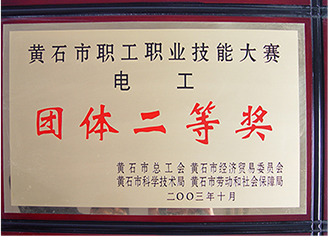 黄石市职工职业技能大赛
电工
团体二等奖
黄石市总工会 黄石市经济贸易委员会
黄石市科学技术局 黄石市劳动和社会保障局
二〇〇三年十月